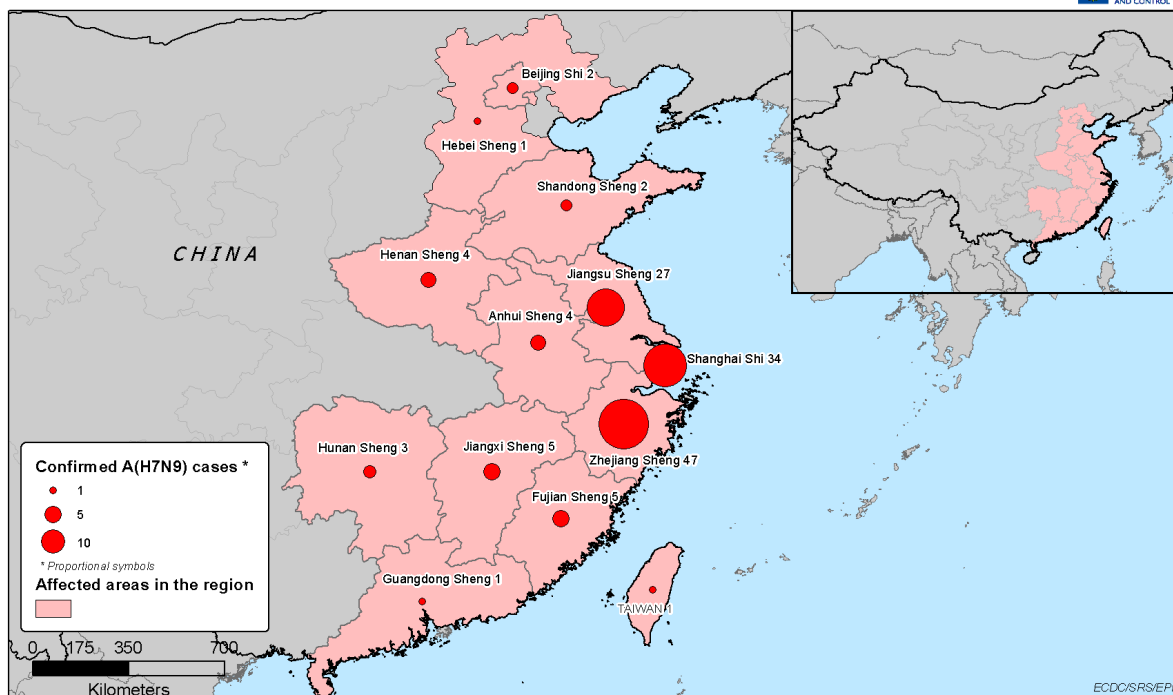 AND CONTROL
Beijing Shi 2
Hebei Sheng 1
Shandong Sheng 2
CHINA
Henan Sheng 4
Jiangsu Sheng 27
Anhui Sheng 4
Shanghai Shi 34
Hunan Sheng 3
Jiangxi Sheng 5
Zhejiang Sheng 47
Fujian Sheng 5
Guangdong Sheng 1
TAIWAN 1
Confirmed A(H7N9) cases *
1
5
10
* Proportional symbols
Affected areas in the region
0 175 350 700
Kilometers
ECDC/SRS/EPI